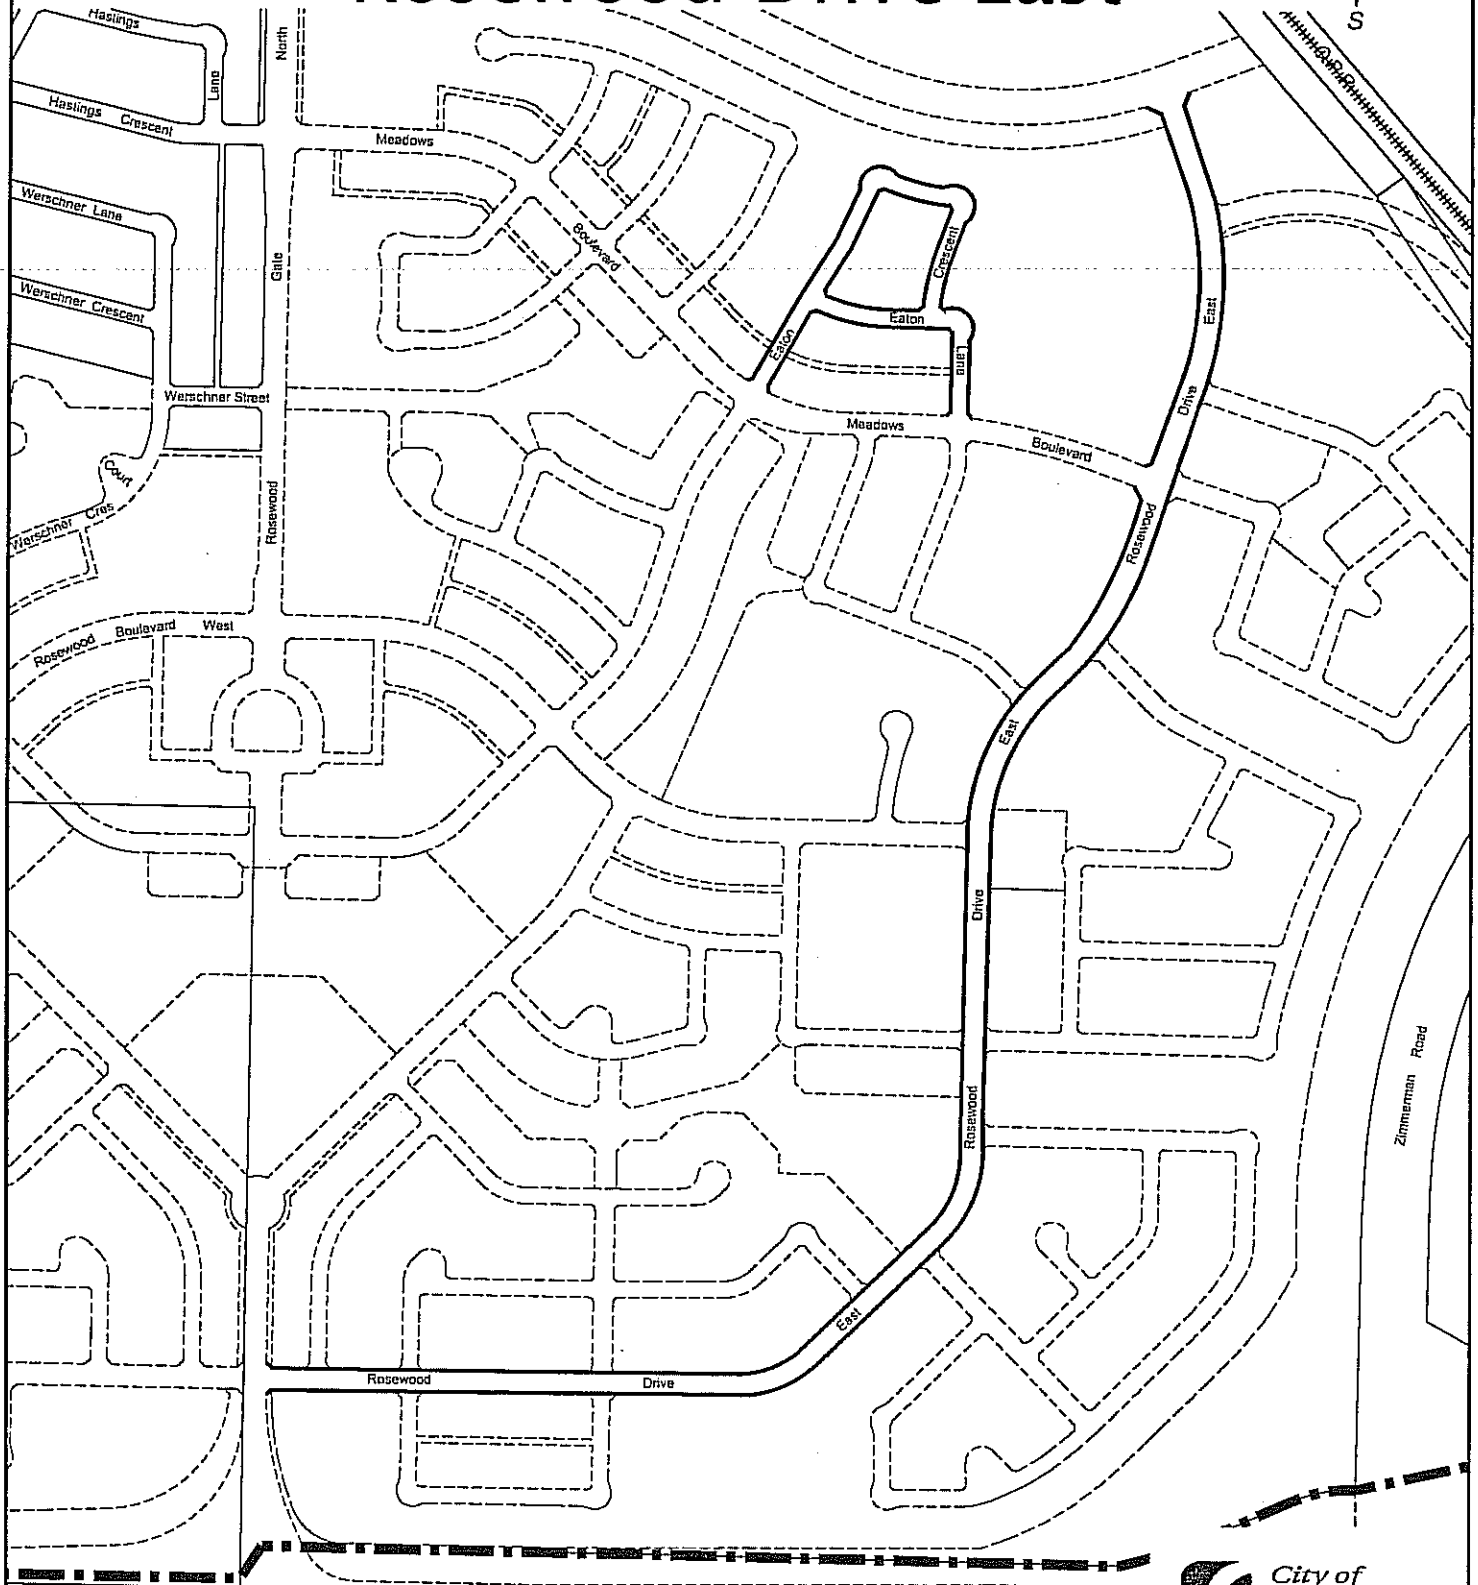 Rosewood Drive East
S
Hastings
North
C.P.R.
Lane
Hastings Crescent
Meadows
Werschner Lane
Boulevard
Crescent
Gate
Werschner Crescent
East
Eaton
Eaton
Lane
Werschner Street
Drive
Meadows
Boulevard
Court
Rosewood
Werschner Cres
Rosewood
Rosewood Boulevard West
East
Drive
Zimmerman Road
Rosewood
East
Rosewood Drive
City of